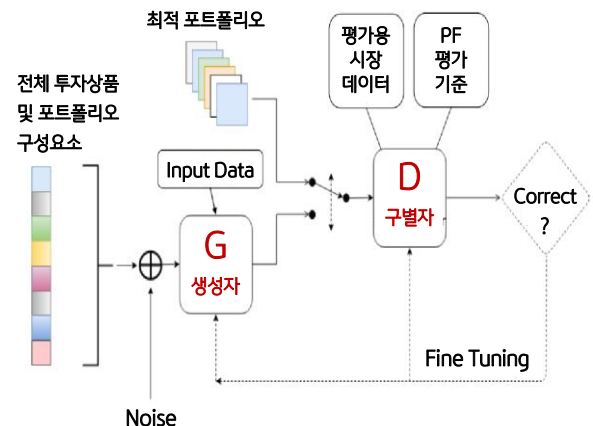 최적 포트폴리오
평가용
시장
데이터
PF
평가
기준
전체 투자상품
및 포트폴리오
구성요소
Input Data
G
생성자
D
구별자
Correct
?
Fine Tuning
Noise